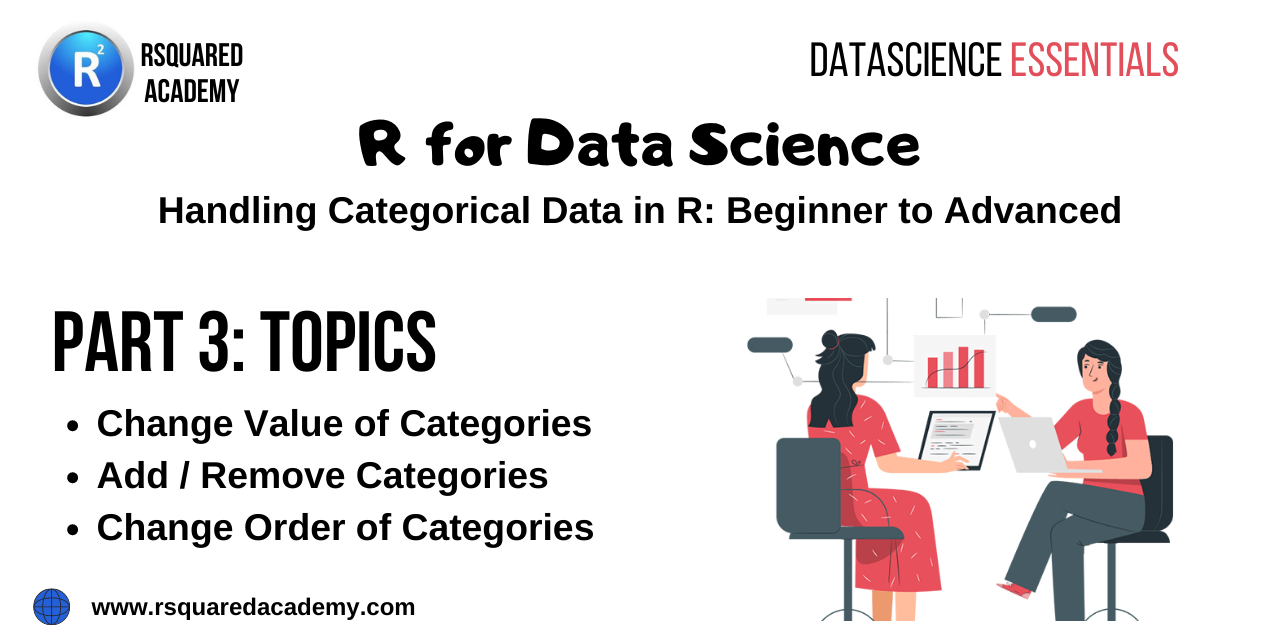 R2
RSQUARED
ACADEMY
DATASCIENCE ESSENTIALS
R for Data Science
Handling Categorical Data in R: Beginner to Advanced
PART 3: TOPICS
• Change Value of Categories
• Add / Remove Categories
• Change Order of Categories
www.rsquaredacademy.com